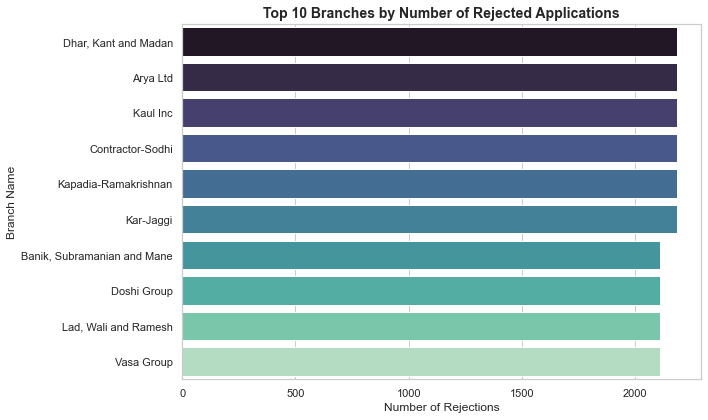 Top 10 Branches by Number of Rejected Applications
Dhar, Kant and Madan
Arya Ltd
Kaul Inc
Contractor-Sodhi
Kapadia-Ramakrishnan
Kar-Jaggi
Banik, Subramanian and Mane
Doshi Group
Lad, Wali and Ramesh
Vasa Group
Branch Name
0 500 1000 1500 2000
Number of Rejections